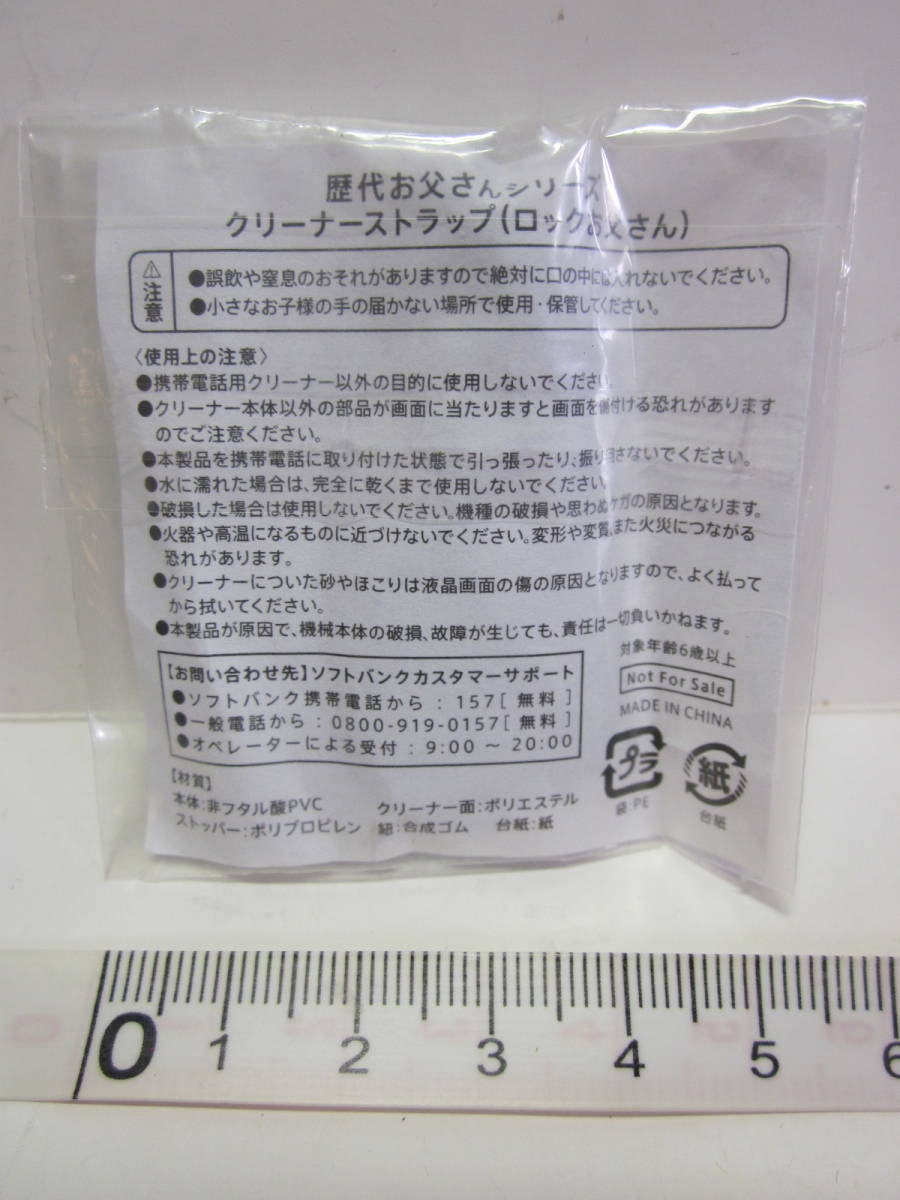 歴代お父さんシリーズ
クリーナーストラップ(ロックお父さん)
⚠注意
●誤飲や窒息のおそれがありますので絶対に口の中には入れないでください。
●小さなお子様の手の届かない場所で使用・保管してください。
〈使用上の注意〉
●携帯電話用クリーナー以外の目的に使用しないでください。
●クリーナー本体以外の部品が画面に当たりますと画面を傷付ける恐れがあります
のでご注意ください。
●本製品を携帯電話に取り付けた状態で引っ張ったり、振り回さないでください。
●水に濡れた場合は、完全に乾くまで使用しないでください。
●破損した場合は使用しないでください。機種の破損や思わぬケガの原因となります。
●火器や高温になるものに近づけないでください。変形や変質、また火災につながる
恐れがあります。
●クリーナーについた砂やほこりは液晶画面の傷の原因となりますので、よく払って
から拭いてください。
●本製品が原因で、機械本体の破損、故障が生じても、責任は一切負いかねます。
【お問い合わせ先】ソフトバンクカスタマーサポート
●ソフトバンク携帯電話から：157[無料]
●一般電話から：0800-919-0157[無料]
●オペレーターによる受付：9:00～20:00
対象年齢6歳以上
Not For Sale
MADE IN CHINA
プラ
袋:PE
紙
台紙
【材質】
本体:非フタル酸PVC クリーナー面:ポリエステル
ストッパー:ポリプロピレン 紐:合成ゴム 台紙:紙
0 1 2 3 4 5 6